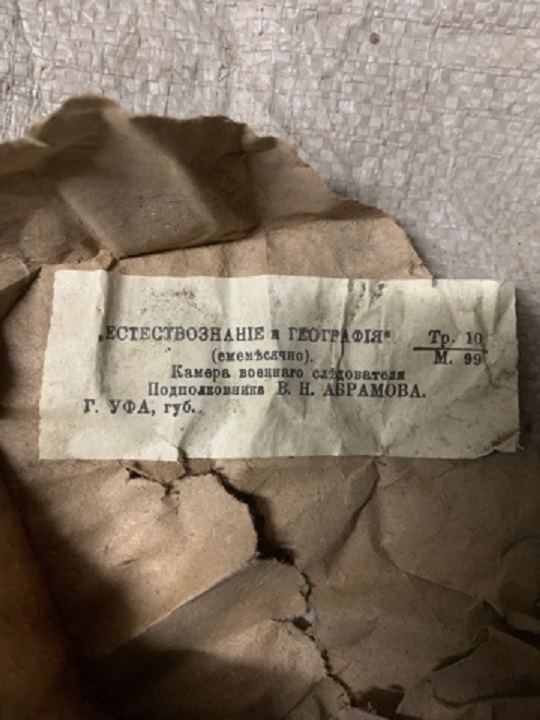 „ЕСТЕСТВОЗНАНІЕ и ГЕОГРАФІЯ“ Тр. 10
(ежемѣсячно). М. 99
Камера военнаго слѣдователя
Подполковника В. Н. АБРАМОВА.
Г. УФА, губ.